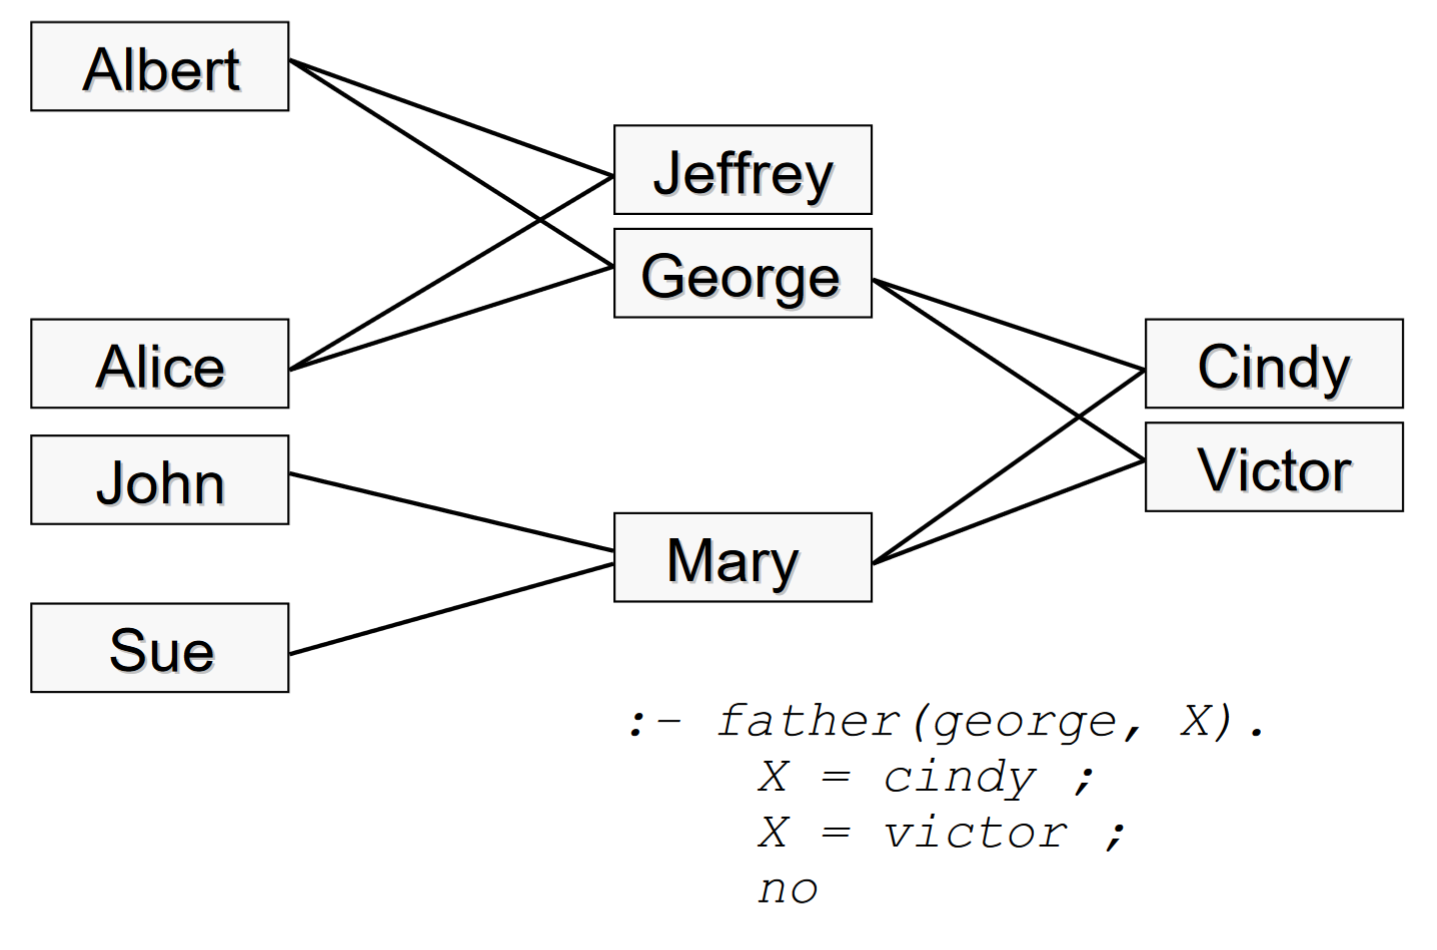 Albert
Jeffrey
George
Alice
Cindy
John
Victor
Mary
Sue
:- father(george, X).
X = cindy ;
X = victor ;
no